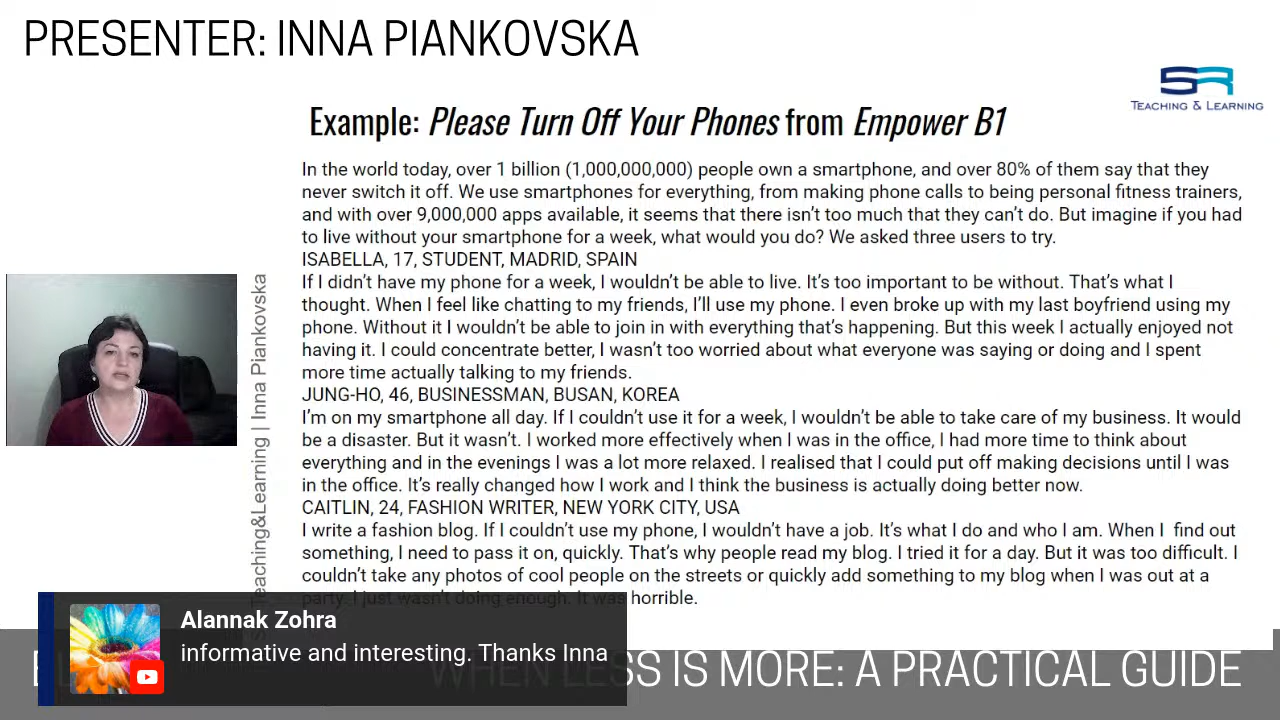 PRESENTER: INNA PIANKOVSKA
SR
TEACHING & LEARNING
Example: Please Turn Off Your Phones from Empower B1
In the world today, over 1 billion (1,000,000,000) people own a smartphone, and over 80% of them say that they
never switch it off. We use smartphones for everything, from making phone calls to being personal fitness trainers,
and with over 9,000,000 apps available, it seems that there isn't too much that they can't do. But imagine if you had
to live without your smartphone for a week, what would you do? We asked three users to try.
ISABELLA, 17, STUDENT, MADRID, SPAIN
If I didn't have my phone for a week, I wouldn't be able to live. It's too important to be without. That's what I
thought. When I feel like chatting to my friends, I'll use my phone. I even broke up with my last boyfriend using my
phone. Without it I wouldn't be able to join in with everything that's happening. But this week I actually enjoyed not
having it. I could concentrate better, I wasn't too worried about what everyone was saying or doing and I spent
more time actually talking to my friends.
JUNG-HO, 46, BUSINESSMAN, BUSAN, KOREA
I'm on my smartphone all day. If I couldn't use it for a week, I wouldn't be able to take care of my business. It would
be a disaster. But it wasn't. I worked more effectively when I was in the office, I had more time to think about
everything and in the evenings I was a lot more relaxed. I realised that I could put off making decisions until I was
in the office. It's really changed how I work and I think the business is actually doing better now.
CAITLIN, 24, FASHION WRITER, NEW YORK CITY, USA
I write a fashion blog. If I couldn't use my phone, I wouldn't have a job. It's what I do and who I am. When I find out
something, I need to pass it on, quickly. That's why people read my blog. I tried it for a day. But it was too difficult. I
couldn't take any photos of cool people on the streets or quickly add something to my blog when I was out at a
party. I just wasn't doing enough. It was horrible.
Teaching&Learning | Inna Piankovska
Alannak Zohra
informative and interesting. Thanks Inna
WHEN LESS IS MORE: A PRACTICAL GUIDE